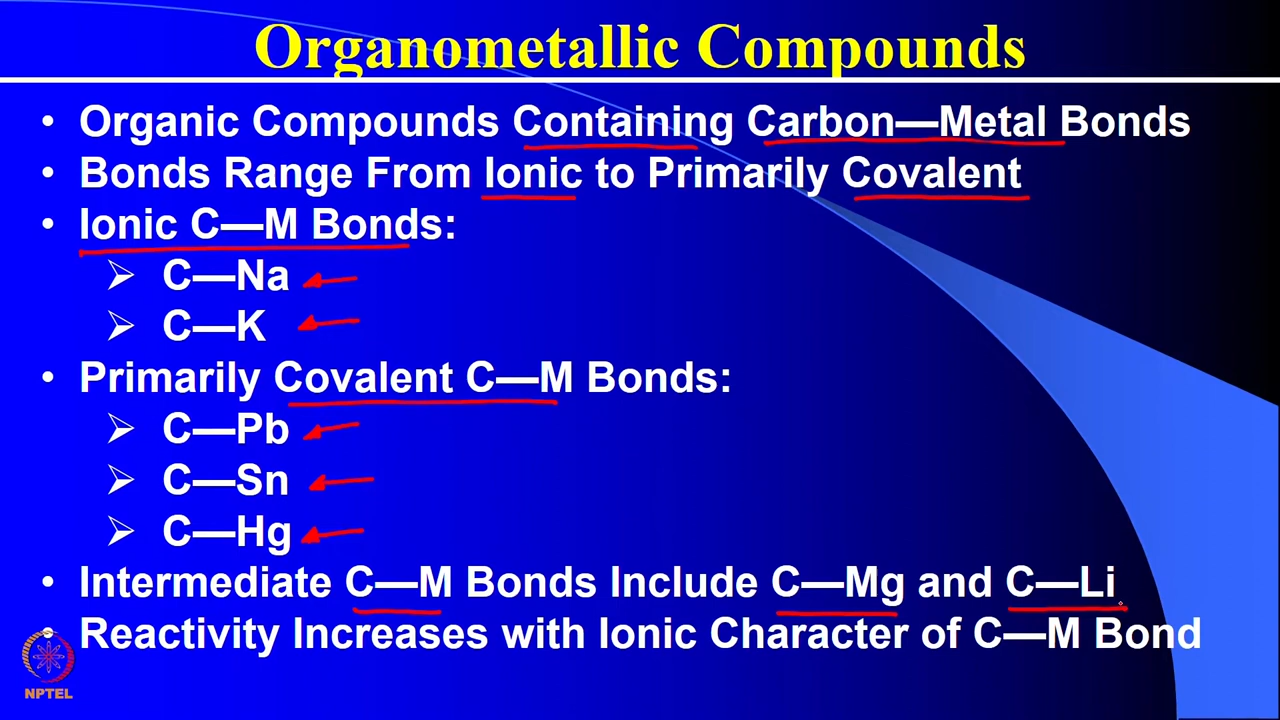 Organometallic Compounds
• Organic Compounds Containing Carbon—Metal Bonds
• Bonds Range From Ionic to Primarily Covalent
• Ionic C—M Bonds:
➢ C—Na
➢ C—K
• Primarily Covalent C—M Bonds:
➢ C—Pb
➢ C—Sn
➢ C—Hg
• Intermediate C—M Bonds Include C—Mg and C—Li
• Reactivity Increases with Ionic Character of C—M Bond
NPTEL